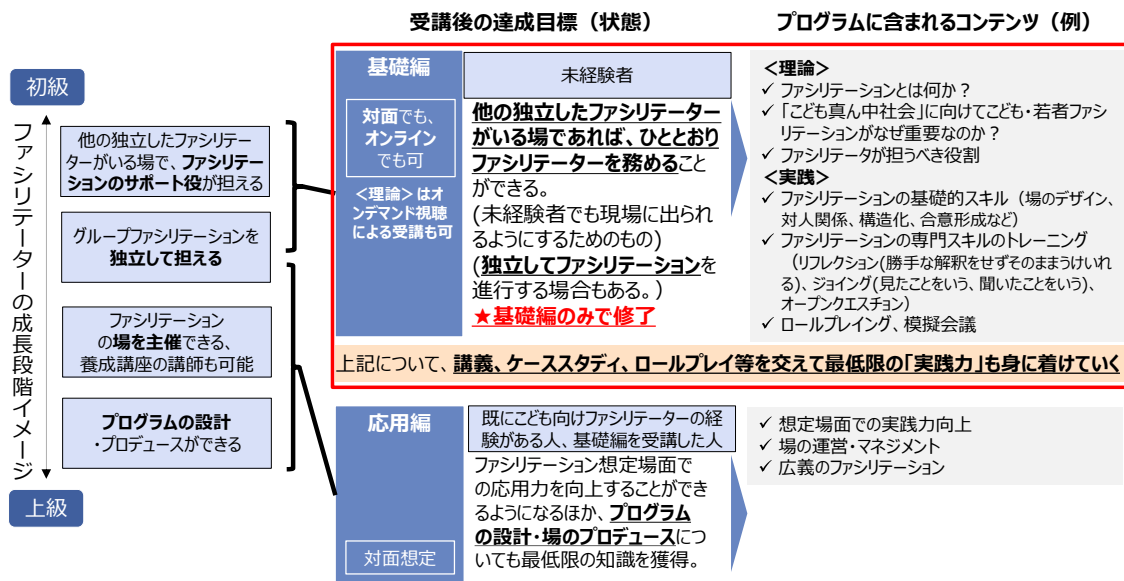 受講後の達成目標（状態）
プログラムに含まれるコンテンツ（例）
初級
ファシリテーターの成長段階イメージ
上級
他の独立したファシリテー
ターがいる場で、ファシリテー
ションのサポート役が担える
グループファシリテーションを
独立して担える
ファシリテーション
の場を主催できる、
養成講座の講師も可能
プログラムの設計
・プロデュースができる
基礎編
対面でも、
オンライン
でも可
＜理論＞はオ
ンデマンド視聴
による受講も可
未経験者
他の独立したファシリテーター
がいる場であれば、ひととおり
ファシリテーターを務めること
ができる。
(未経験者でも現場に出られ
るようにするためのもの)
(独立してファシリテーションを
進行する場合もある。）
★基礎編のみで修了
＜理論＞
✓ ファシリテーションとは何か？
✓ 「こども真ん中社会」に向けてこども・若者ファシ
リテーションがなぜ重要なのか？
✓ ファシリテータが担うべき役割
＜実践＞
✓ ファシリテーションの基礎的スキル（場のデザイン、
対人関係、構造化、合意形成など）
✓ ファシリテーションの専門スキルのトレーニング
（リフレクション(勝手な解釈をせずそのままうけいれ
る)、ジョイング(見たことをいう、聞いたことをいう)、
オープンクエスチョン）
✓ ロールプレイング、模擬会議
上記について、講義、ケーススタディ、ロールプレイ等を交えて最低限の「実践力」も身に着けていく
応用編
対面想定
既にこども向けファシリテーターの経
験がある人、基礎編を受講した人
ファシリテーション想定場面で
の応用力を向上することができ
るようになるほか、プログラム
の設計・場のプロデュースにつ
いても最低限の知識を獲得。
✓ 想定場面での実践力向上
✓ 場の運営・マネジメント
✓ 広義のファシリテーション